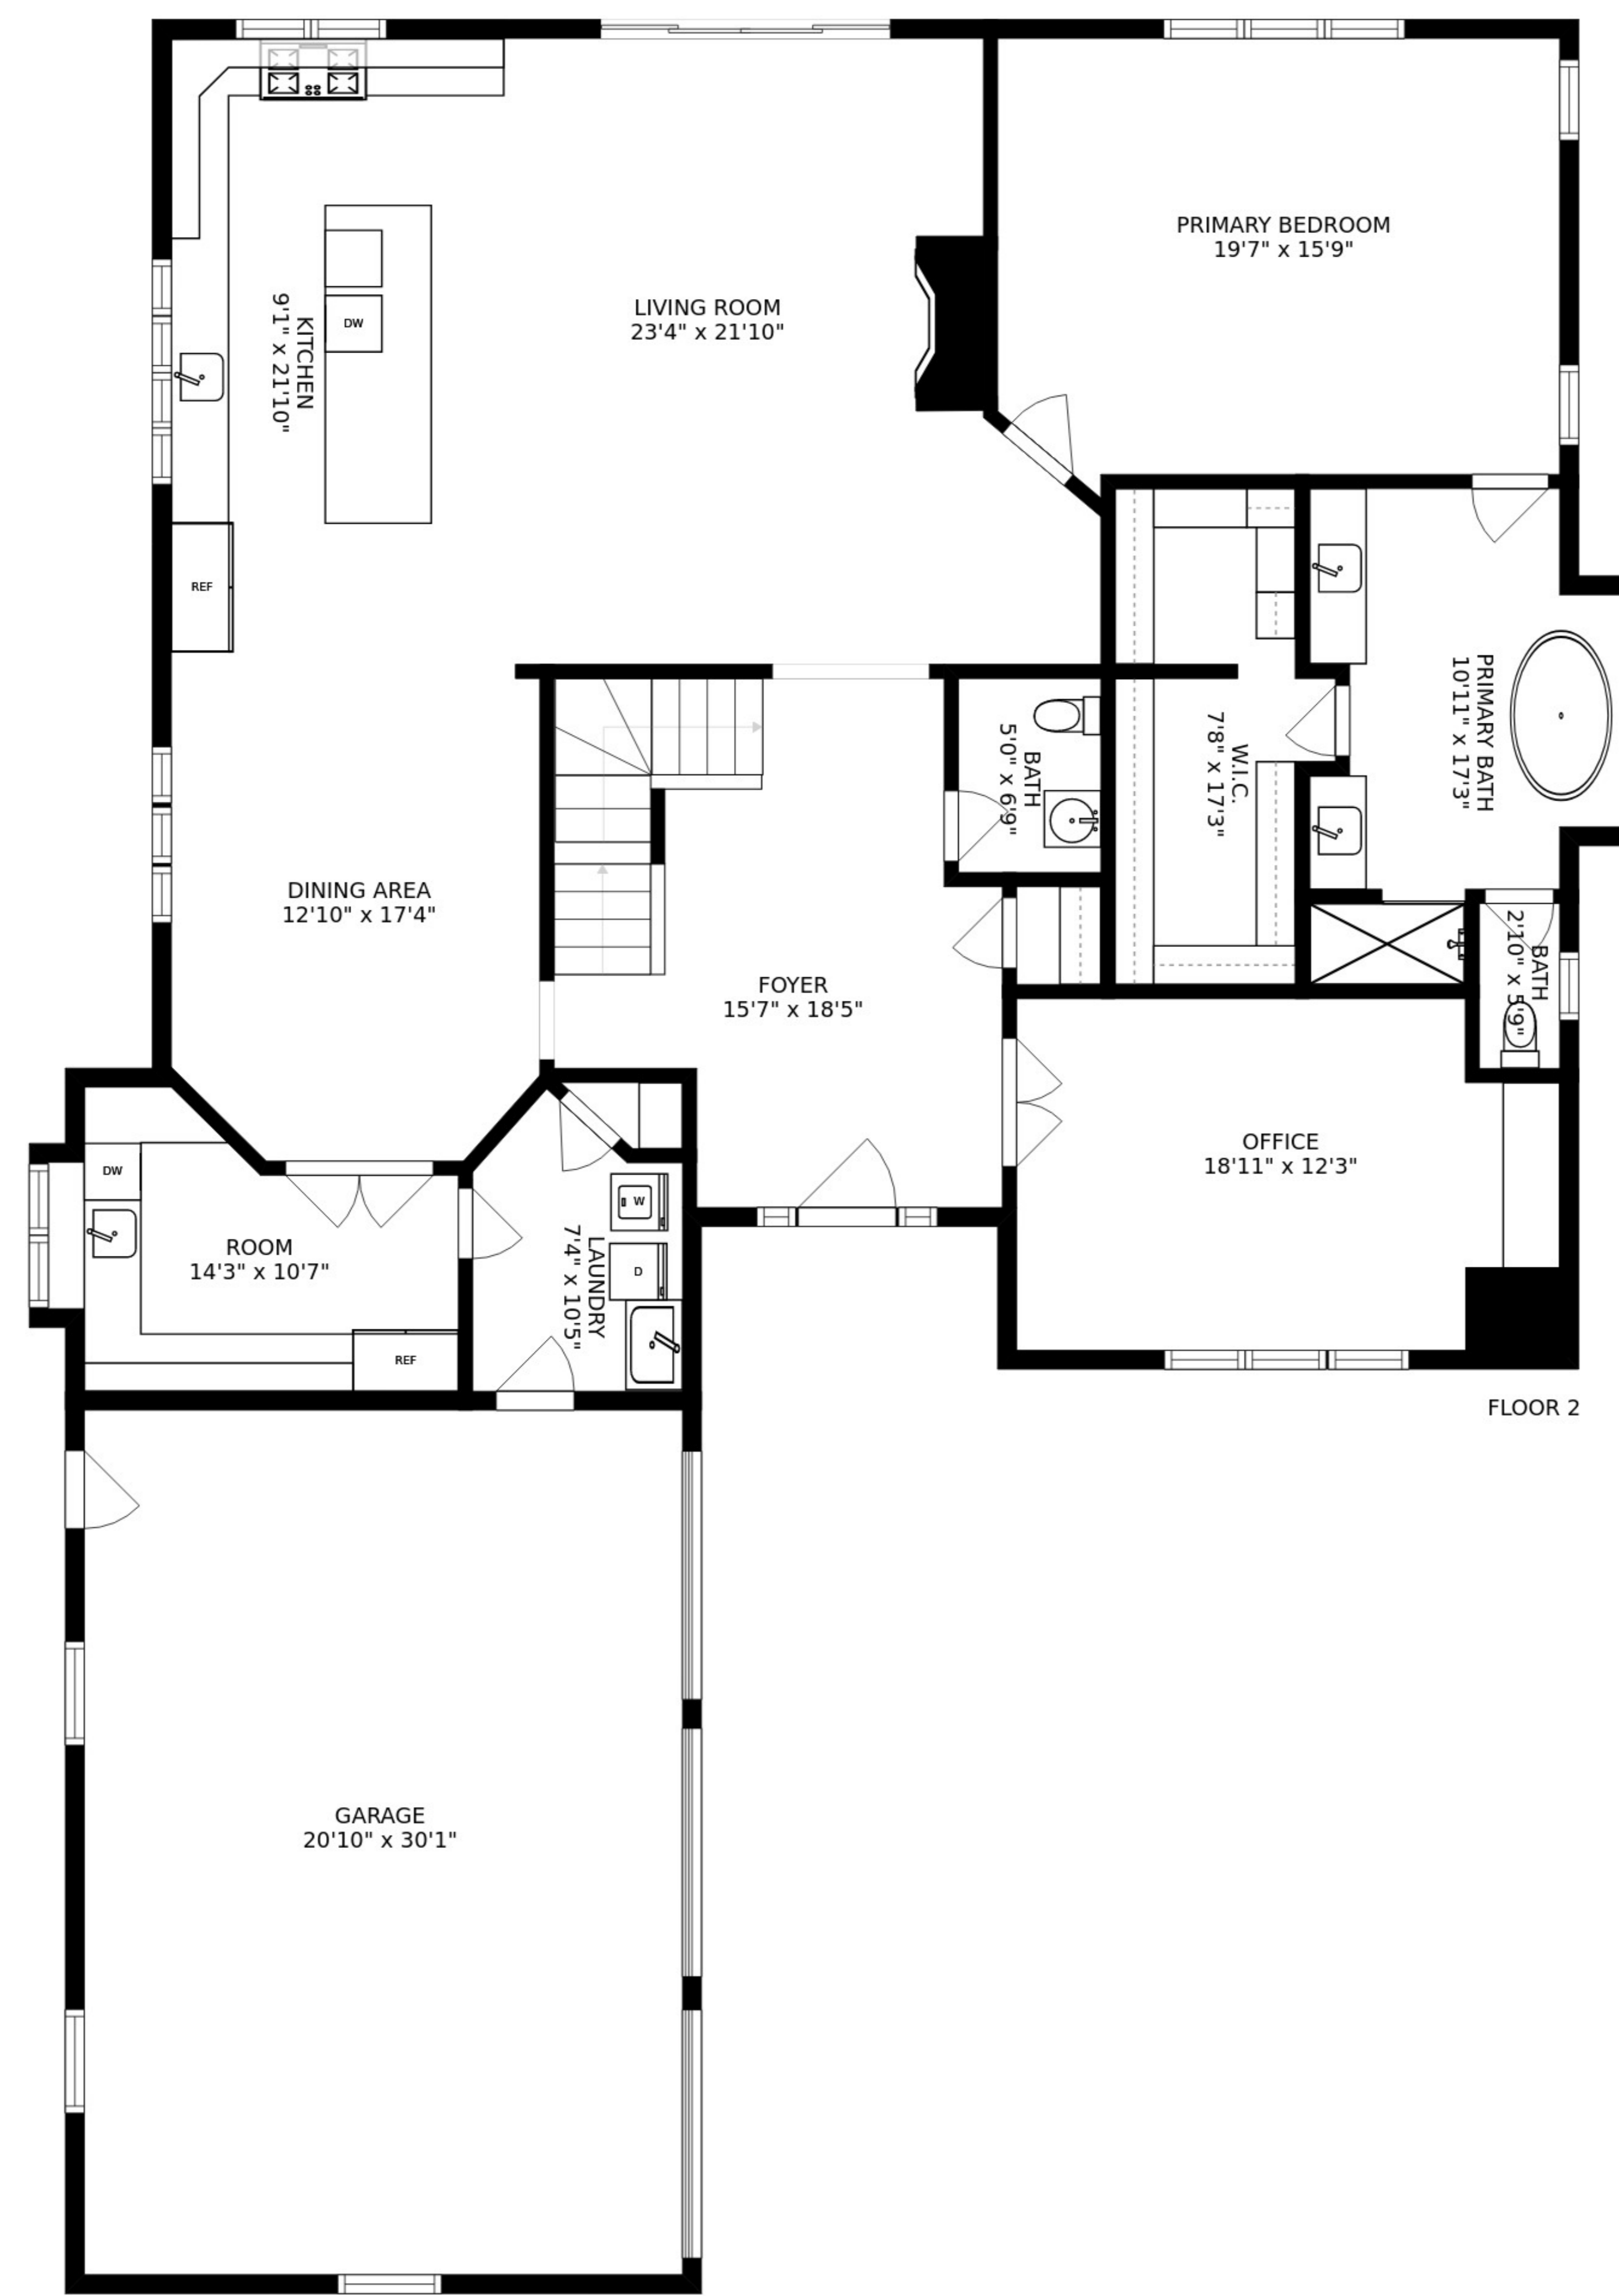 PRIMARY BEDROOM
19'7" x 15'9"
LIVING ROOM
23'4" x 21'10"
KITCHEN
9'1" x 21'10"
DW
REF
PRIMARY BATH
10'11" x 17'3"
W.I.C.
7'8" x 17'3"
BATH
5'0" x 6'9"
DINING AREA
12'10" x 17'4"
FOYER
15'7" x 18'5"
BATH
2'10" x 5'9"
OFFICE
18'11" x 12'3"
DW
ROOM
14'3" x 10'7"
REF
W
D
LAUNDRY
7'4" x 10'5"
FLOOR 2
GARAGE
20'10" x 30'1"